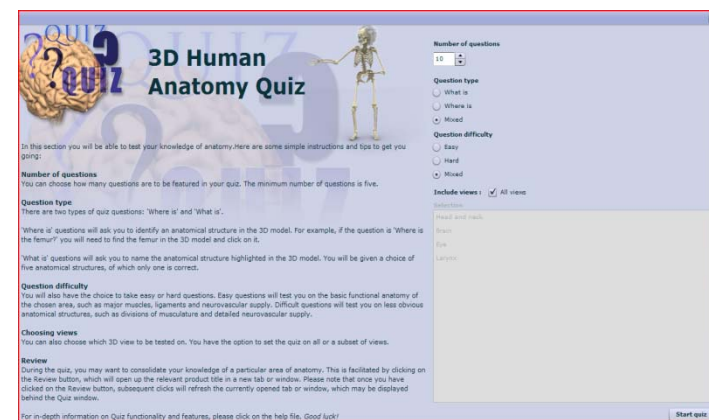 QUIZ
QUIZ
3D Human
Anatomy Quiz
In this section you will be able to test your knowledge of anatomy.Here are some simple instructions and tips to get you
going:
Number of questions
You can choose how many questions are to be featured in your quiz. The minimum number of questions is five.
Question type
There are two types of quiz questions: 'Where is' and 'What is'.
'Where is' questions will ask you to identify an anatomical structure in the 3D model. For example, if the question is 'Where is
the femur?' you will need to find the femur in the 3D model and click on it.
'What is' questions will ask you to name the anatomical structure highlighted in the 3D model. You will be given a choice of
five anatomical structures, of which only one is correct.
Question difficulty
You will also have the choice to take easy or hard questions. Easy questions will test you on the basic functional anatomy of
the chosen area, such as major muscles, ligaments and neurovascular supply. Difficult questions will test you on less obvious
anatomical structures, such as divisions of musculature and detailed neurovascular supply.
Choosing views
You can also choose which 3D view to be tested on. You have the option to set the quiz on all or a subset of views.
Review
During the quiz, you may want to consolidate your knowledge of a particular area of anatomy. This is facilitated by clicking on
the Review button, which will open up the relevant product title in a new tab or window. Please note that once you have
clicked on the Review button, subsequent clicks will refresh the currently opened tab or window, which may be displayed
behind the Quiz window.
For in-depth information on Quiz functionality and features, please click on the help file. Good luck!
Number of questions
10
Question type
What is
Where is
Mixed
Question difficulty
Easy
Hard
Mixed
Include views : All views
Selection
Head and neck
Brain
Eye
Larynx
Start quiz